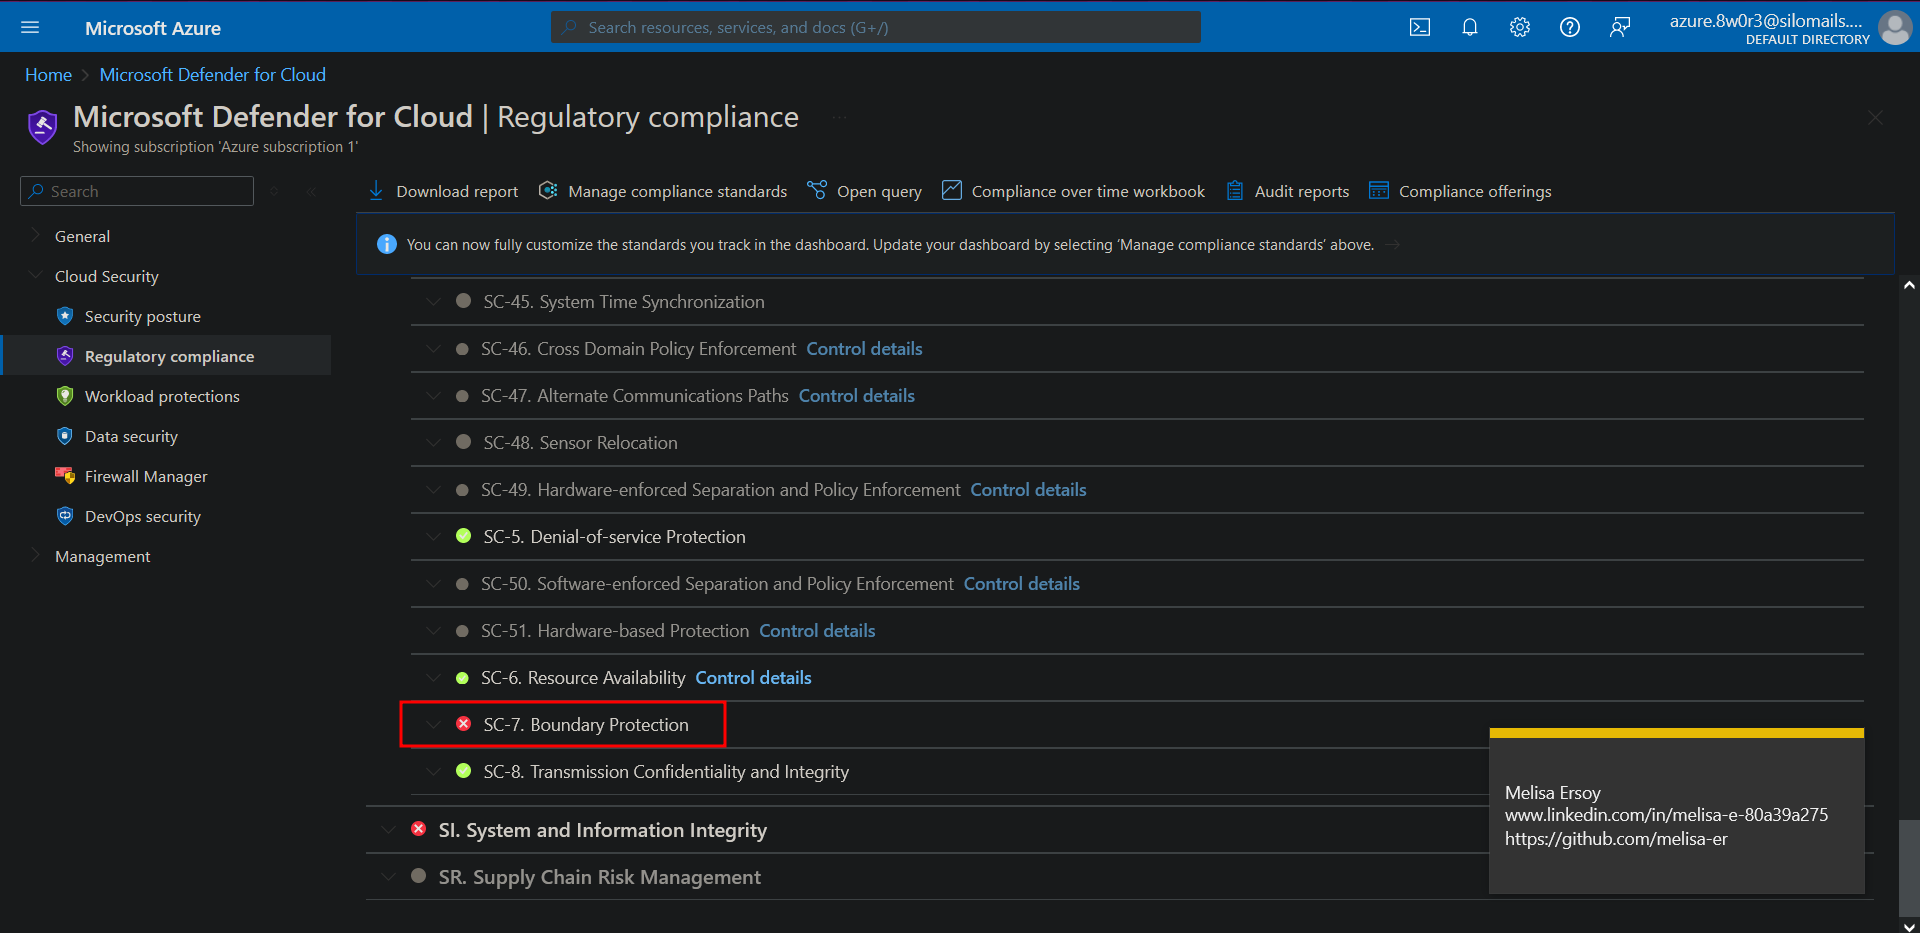 Microsoft Azure
Search resources, services, and docs (G+/)
azure.8w0r3@silomails....
DEFAULT DIRECTORY
Home
Microsoft Defender for Cloud
Microsoft Defender for Cloud | Regulatory compliance
...
Showing subscription 'Azure subscription 1'
Search
General
Cloud Security
Security posture
Regulatory compliance
Workload protections
Data security
Firewall Manager
DevOps security
Management
Download report
Manage compliance standards
Open query
Compliance over time workbook
Audit reports
Compliance offerings
You can now fully customize the standards you track in the dashboard. Update your dashboard by selecting 'Manage compliance standards' above.
SC-45. System Time Synchronization
SC-46. Cross Domain Policy Enforcement Control details
SC-47. Alternate Communications Paths Control details
SC-48. Sensor Relocation
SC-49. Hardware-enforced Separation and Policy Enforcement Control details
SC-5. Denial-of-service Protection
SC-50. Software-enforced Separation and Policy Enforcement Control details
SC-51. Hardware-based Protection Control details
SC-6. Resource Availability Control details
SC-7. Boundary Protection
SC-8. Transmission Confidentiality and Integrity
SI. System and Information Integrity
SR. Supply Chain Risk Management
Melisa Ersoy
www.linkedin.com/in/melisa-e-80a39a275
https://github.com/melisa-er